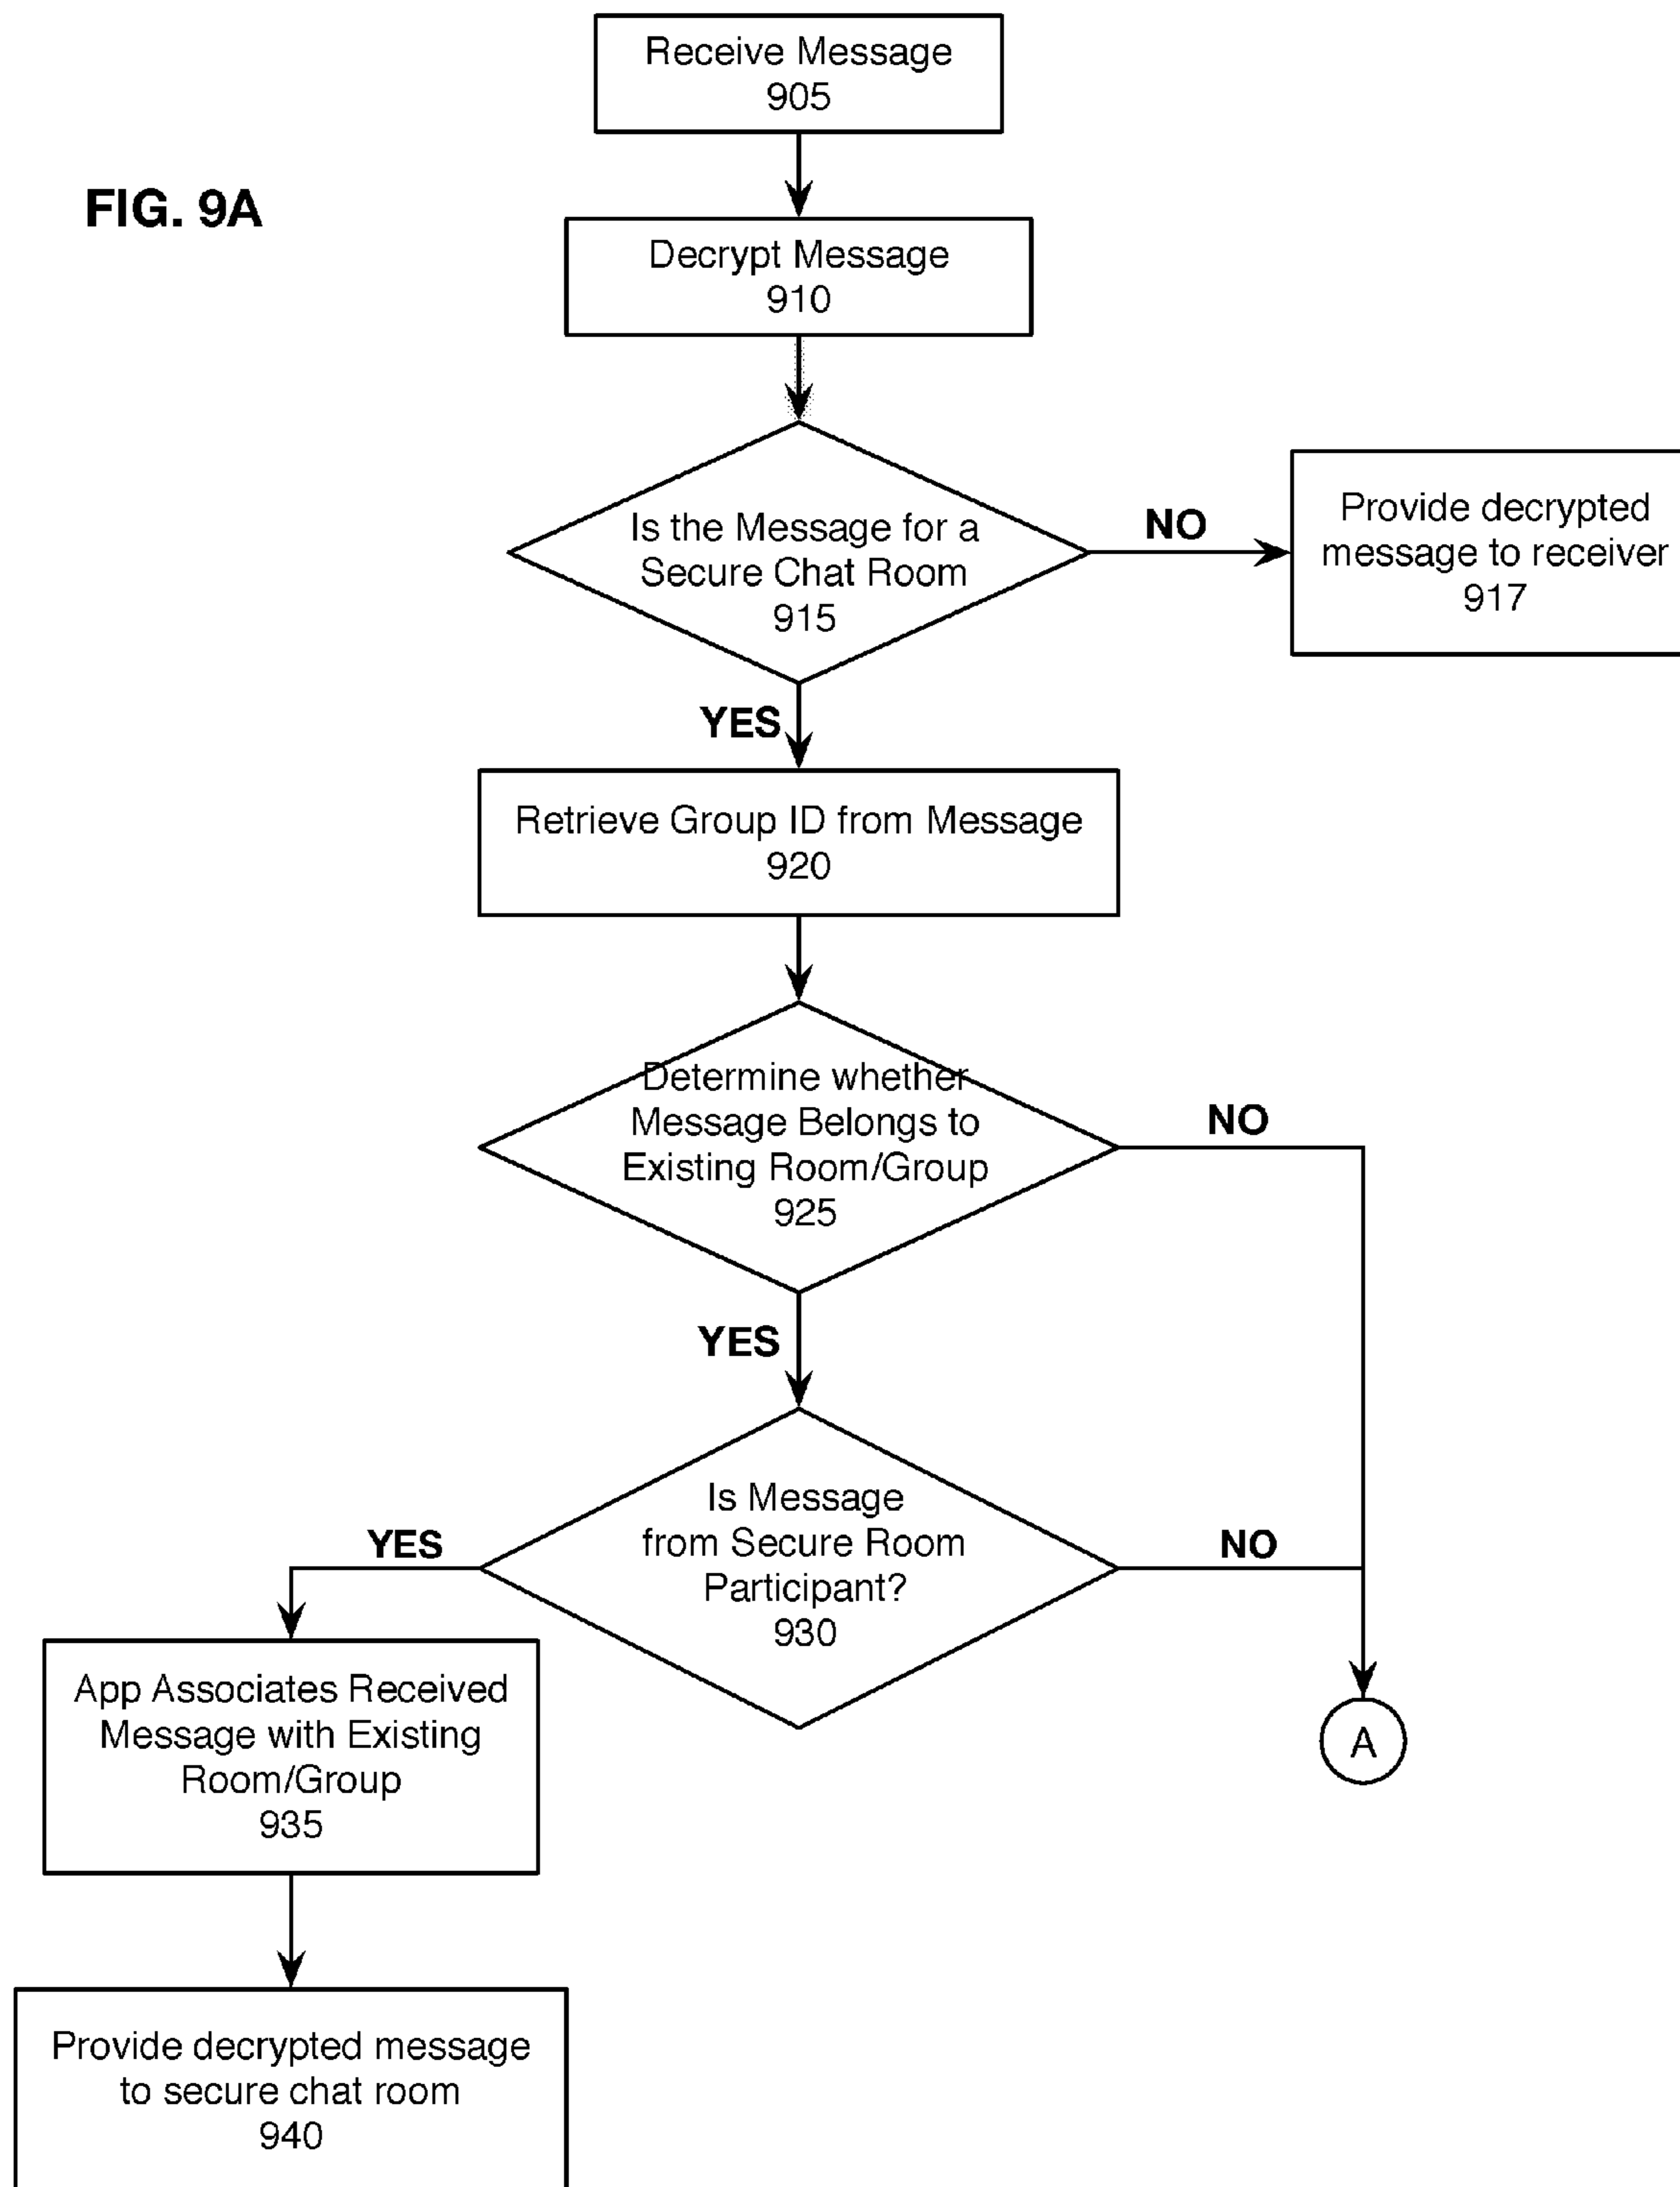 Receive Message
905
FIG. 9A
Decrypt Message
910
Is the Message for a
Secure Chat Room
915
NO
Provide decrypted
message to receiver
917
YES
Retrieve Group ID from Message
920
Determine whether
Message Belongs to
Existing Room/Group
925
NO
YES
Is Message
from Secure Room
Participant?
930
YES
NO
App Associates Received
Message with Existing
Room/Group
935
A
Provide decrypted message
to secure chat room
940